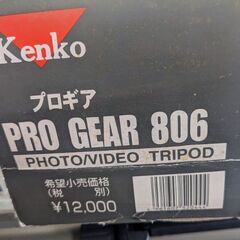 Kenko
プロギア
PRO GEAR 806
PHOTO/VIDEO TRIPOD
希望小売価格
(税 別)
¥12,000